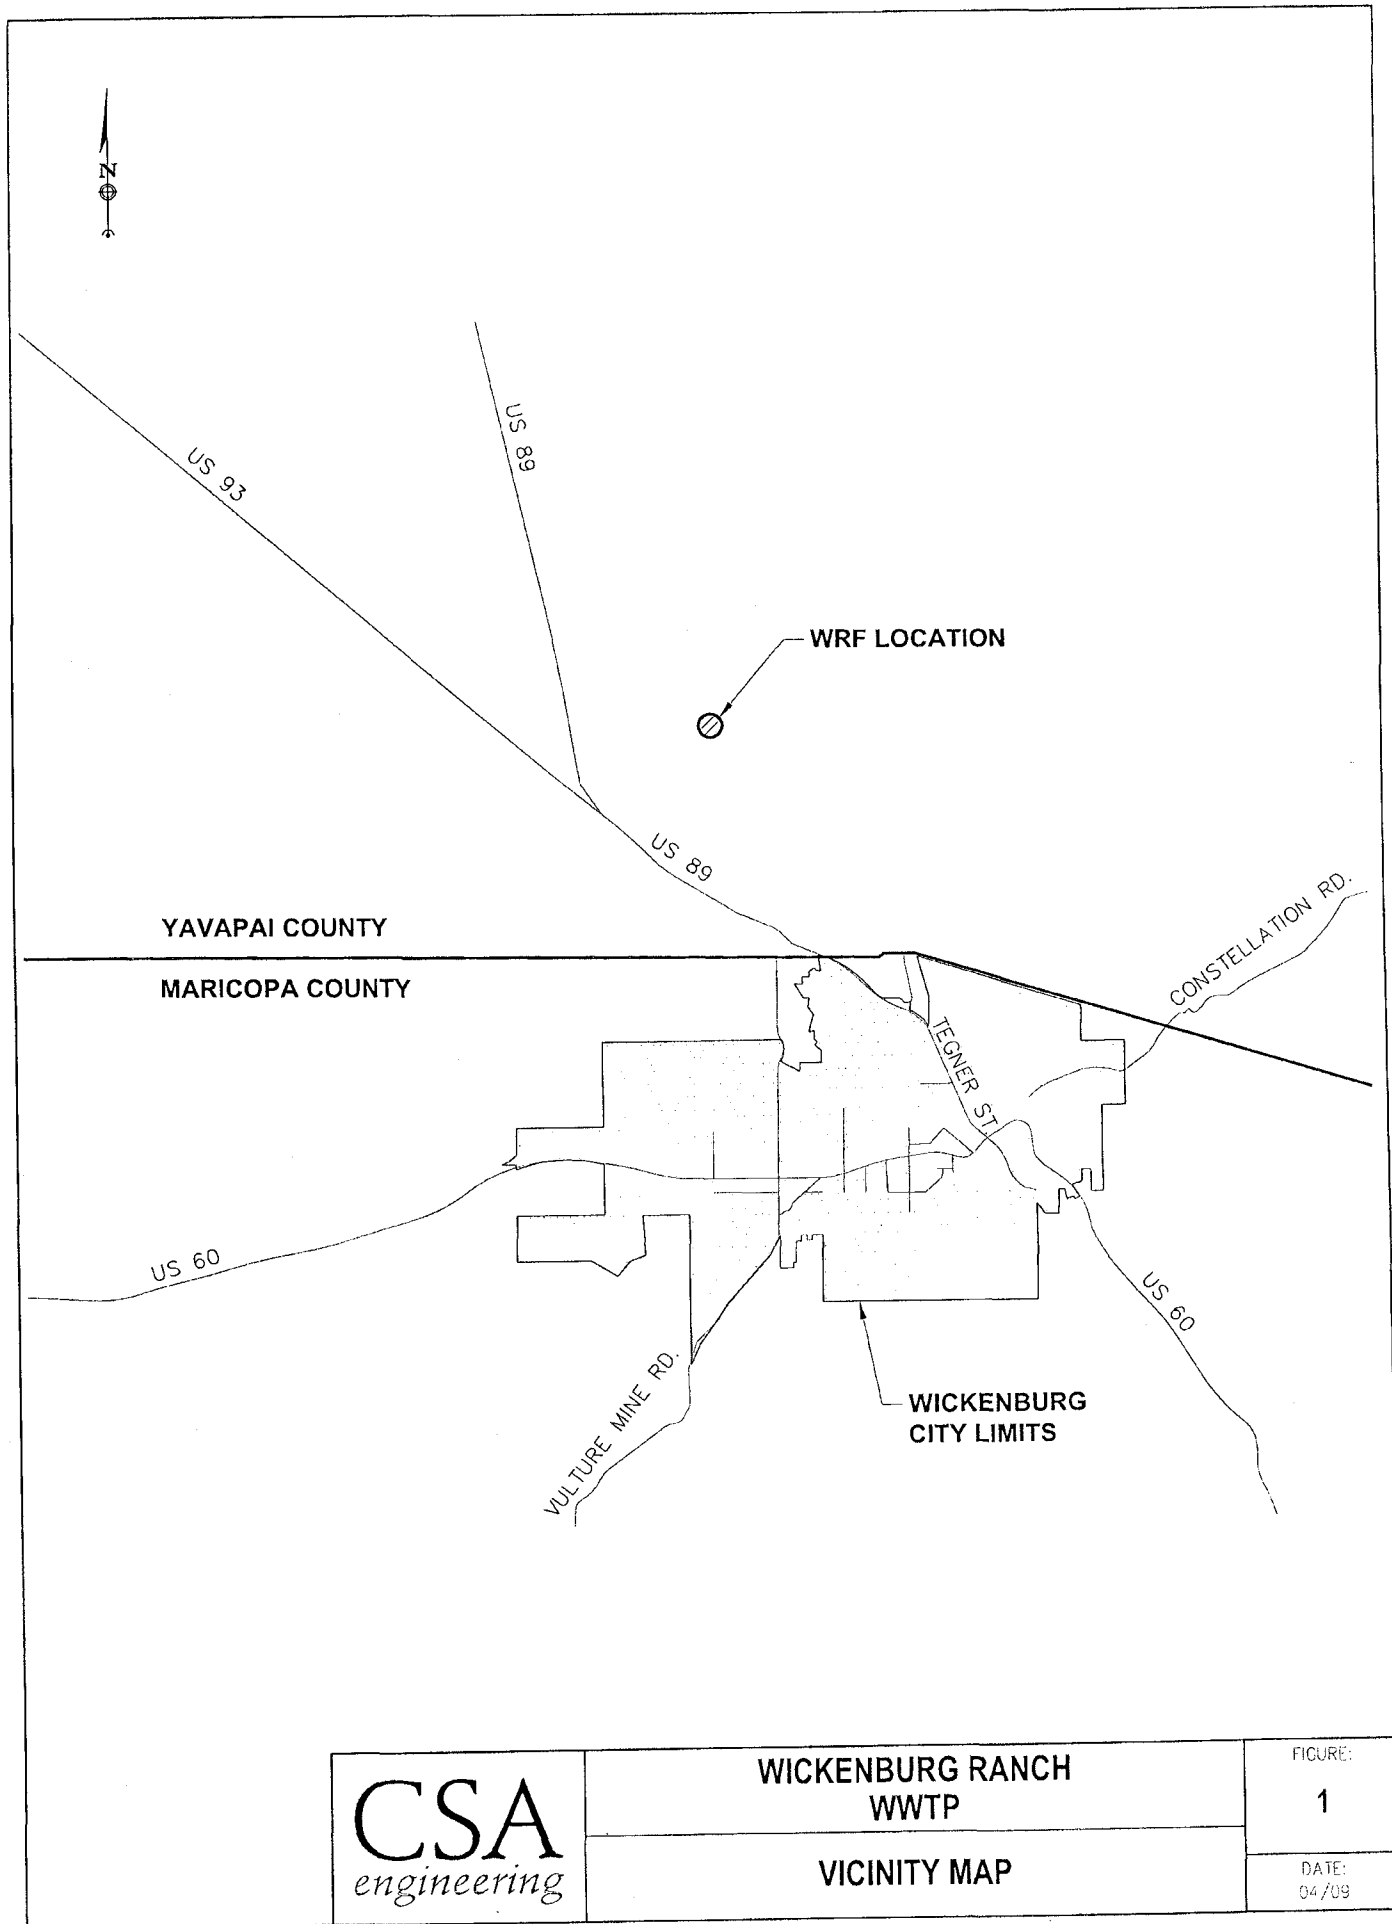 N
US 93
US 89
WRF LOCATION
US 89
CONSTELLATION RD.
YAVAPAI COUNTY
MARICOPA COUNTY
TEGNER ST.
US 60
US 60
VULTURE MINE RD.
WICKENBURG
CITY LIMITS
CSA
engineering
WICKENBURG RANCH
WWTP
VICINITY MAP
FIGURE:
1
DATE:
04/09